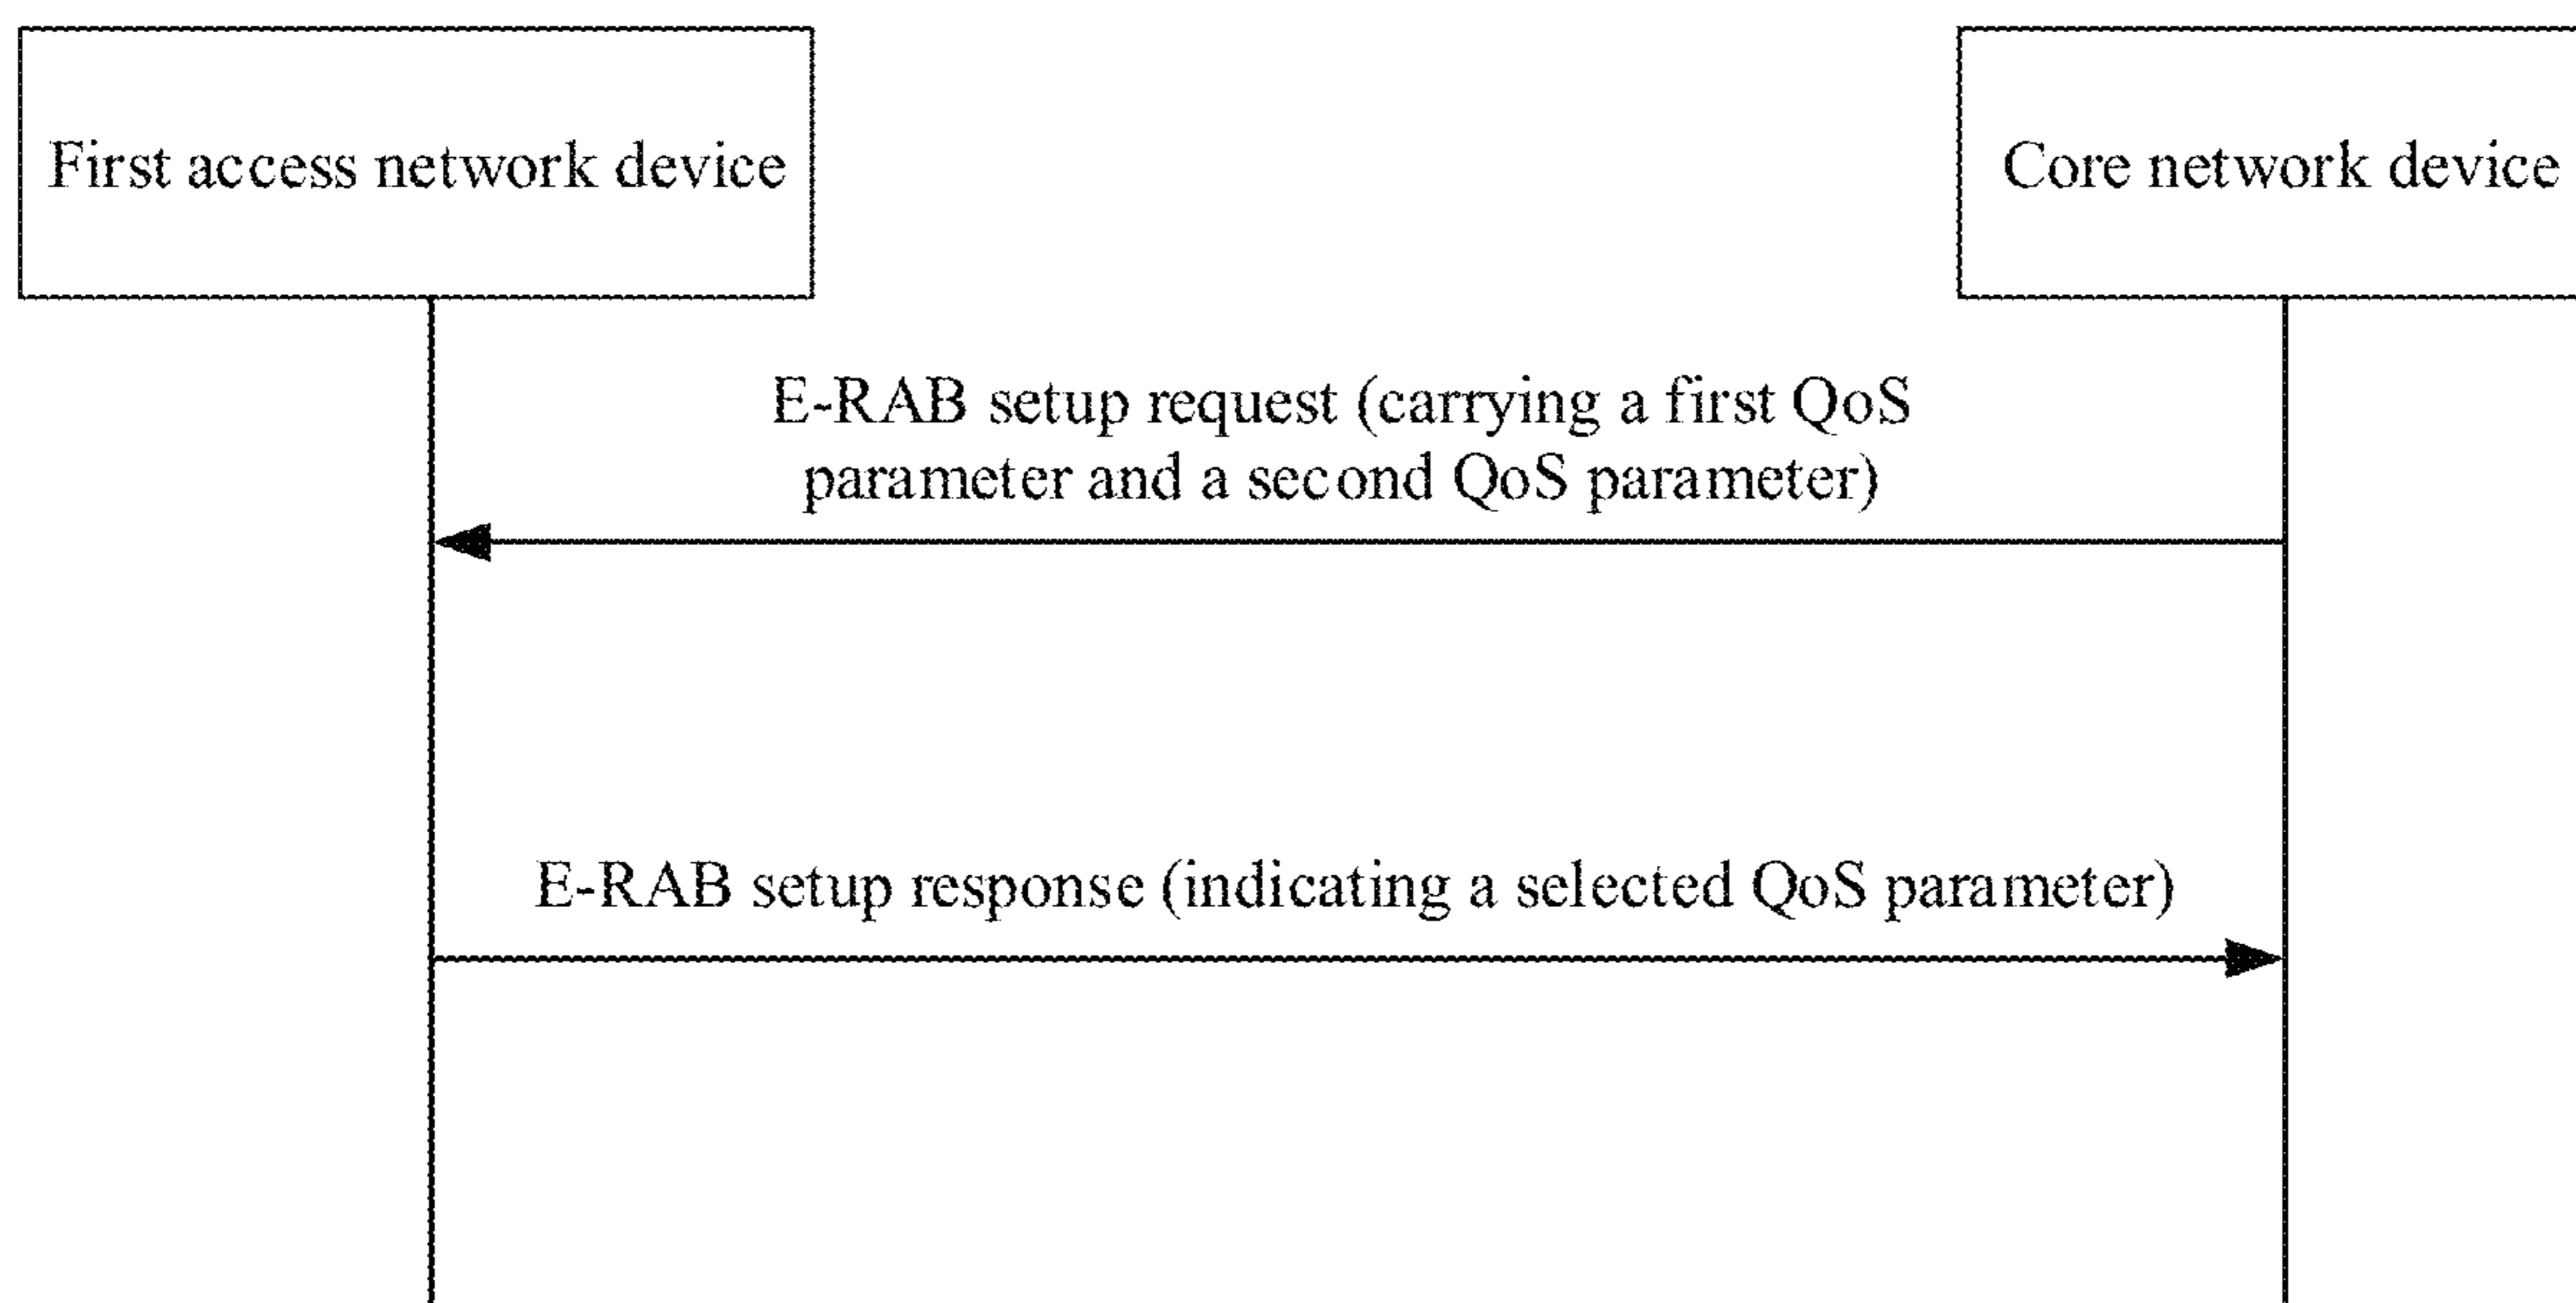 First access network device
Core network device
E-RAB setup request (carrying a first QoS
parameter and a second QoS parameter)
E-RAB setup response (indicating a selected QoS parameter)